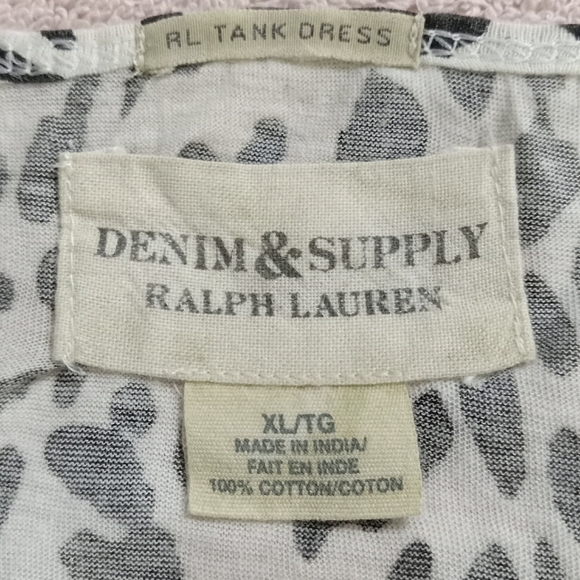 RL TANK DRESS
DENIM & SUPPLY
RALPH LAUREN
XL/TG
MADE IN INDIA/
FAIT EN INDE
100% COTTON/COTON